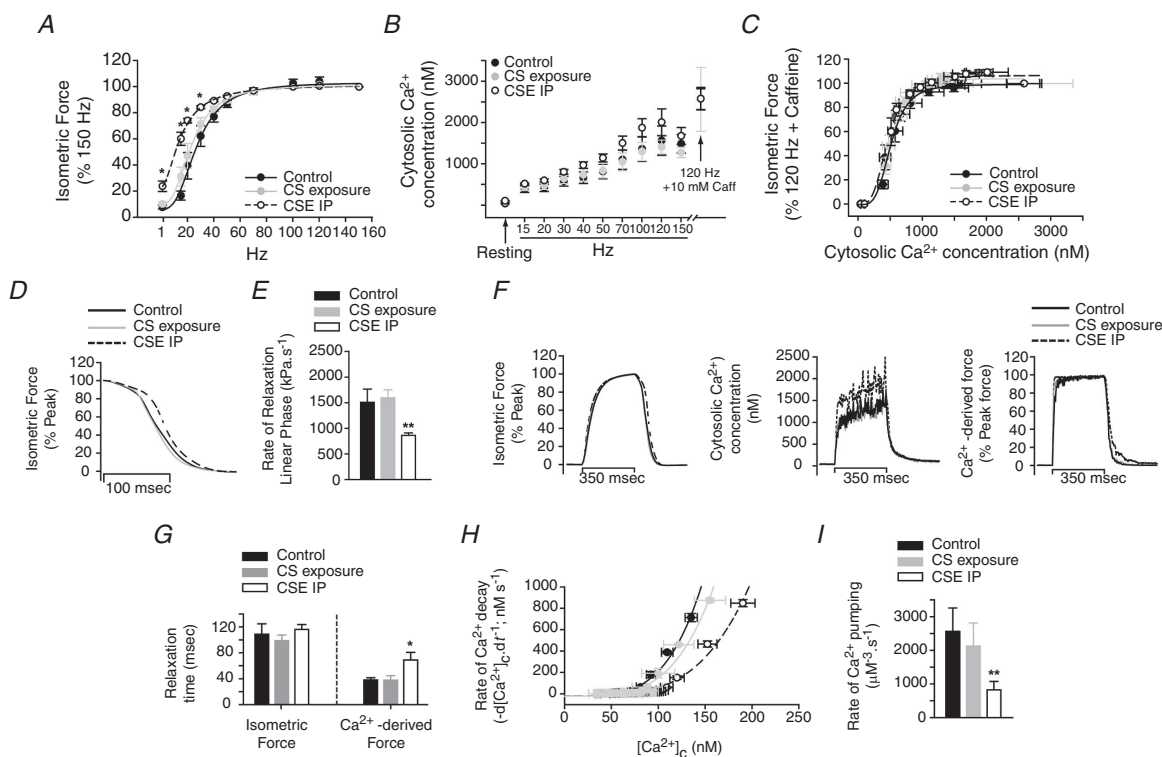 A
Isometric Force
(% 150 Hz)
120
100
80
60
40
20
0
*
*
*
*
Control
CS exposure
CSE IP
1 20 40 60 80 100 120 140 160
Hz
B
Cytosolic Ca2+
concentration (nM)
3000
2000
1000
Control
CS exposure
CSE IP
120 Hz
+10 mM Caff
15 20 30 40 50 70 100 120 150
Resting
Hz
C
Isometric Force
(% 120 Hz + Caffeine)
120
100
80
60
40
20
0
Control
CS exposure
CSE IP
0 1000 2000 3000
Cytosolic Ca2+ concentration (nM)
D
Control
CS exposure
CSE IP
Isometric Force
(% Peak)
120
100
80
60
40
20
0
100 msec
E
Control
CS exposure
CSE IP
Rate of Relaxation
Linear Phase (kPa.s-1)
2000
1500
1000
500
0
**
F
Control
CS exposure
CSE IP
Isometric Force
(% Peak)
120
100
80
60
40
20
0
350 msec
Cytosolic Ca2+)
concentration
(nM)
2500
2000
1500
1000
500
0
350 msec
Ca2+ -derived force
(% Peak force)
120
100
80
60
40
20
0
350 msec
G
Control
CS exposure
CSE IP
Relaxation
time (msec)
120
80
40
0
*
Isometric
Force
Ca2+ -derived
Force
H
Rate of Ca2+ decay
(-d[Ca2+]c.dt-1; nM s-1)
1000
800
600
400
200
0
0 50 100 150 200
[Ca2+]c (nM)
I
Control
CS exposure
CSE IP
Rate of Ca2+ pumping
(μM-3.s-1)
3000
2000
1000
0
**